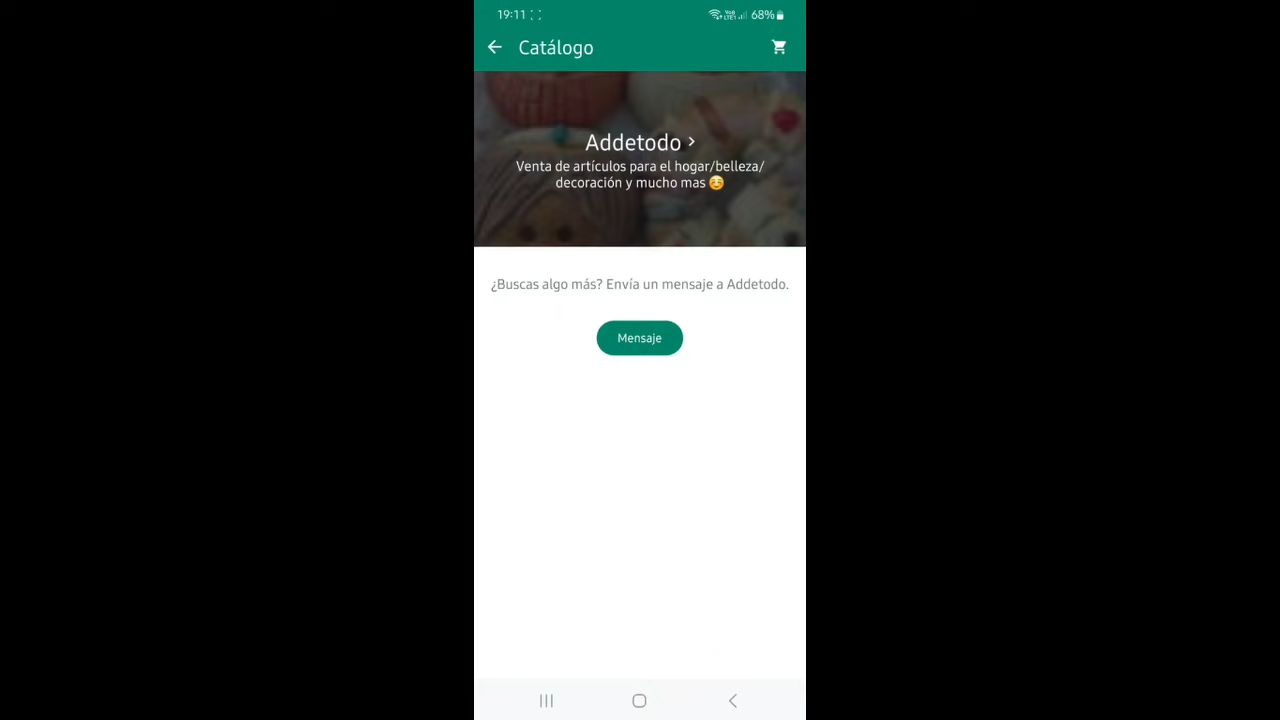 19:11
68%
Catálogo
Addetodo >
Venta de artículos para el hogar/belleza/
decoración y mucho mas ☺️
¿Buscas algo más? Envía un mensaje a Addetodo.
Mensaje